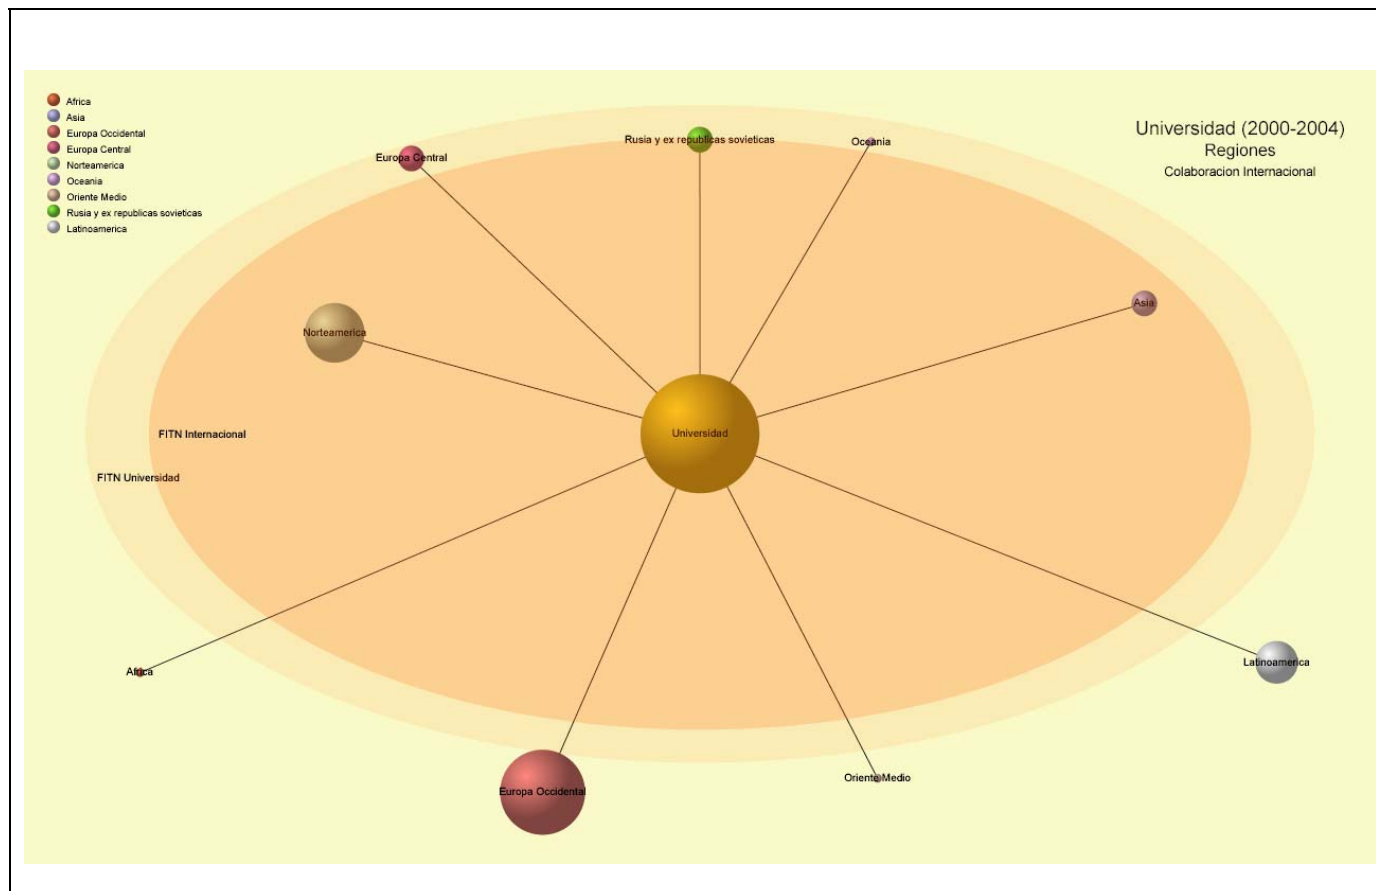 Africa
Asia
Europa Occidental
Europa Central
Norteamerica
Oceania
Oriente Medio
Rusia y ex republicas sovieticas
Latinoamerica
Universidad (2000-2004)
Regiones
Colaboracion Internacional
Rusia y ex republicas sovieticas
Oceania
Europa Central
Asia
Norteamerica
Universidad
FITN Internacional
FITN Universidad
Latinoamerica
Africa
Oriente Medio
Europa Occidental